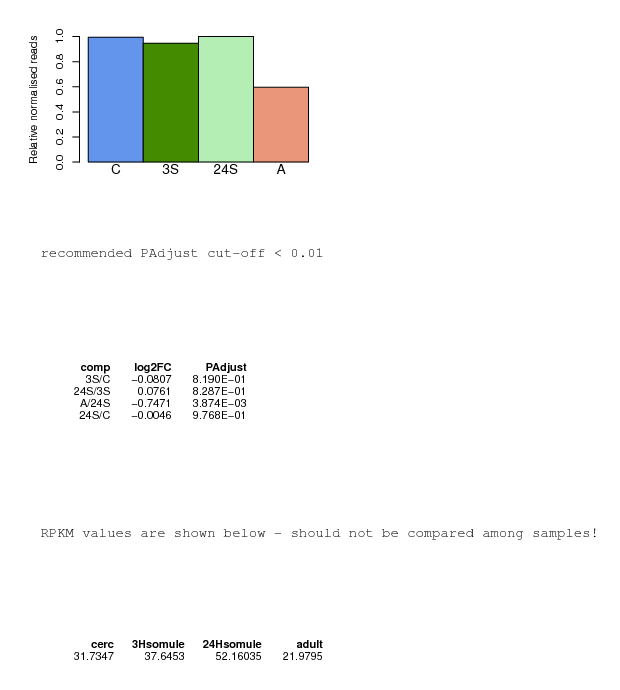 Relative normalised reads
1.0
0.8
0.6
0.4
0.2
0.0
C 3S 24S A
recommended PAdjust cut-off < 0.01
comp log2FC PAdjust
3S/C −0.0807 8.190E−01
24S/3S 0.0761 8.287E−01
A/24S −0.7471 3.874E−03
24S/C −0.0046 9.768E−01
RPKM values are shown below - should not be compared among samples!
cerc 3Hsomule 24Hsomule adult
31.7347 37.6453 52.16035 21.9795